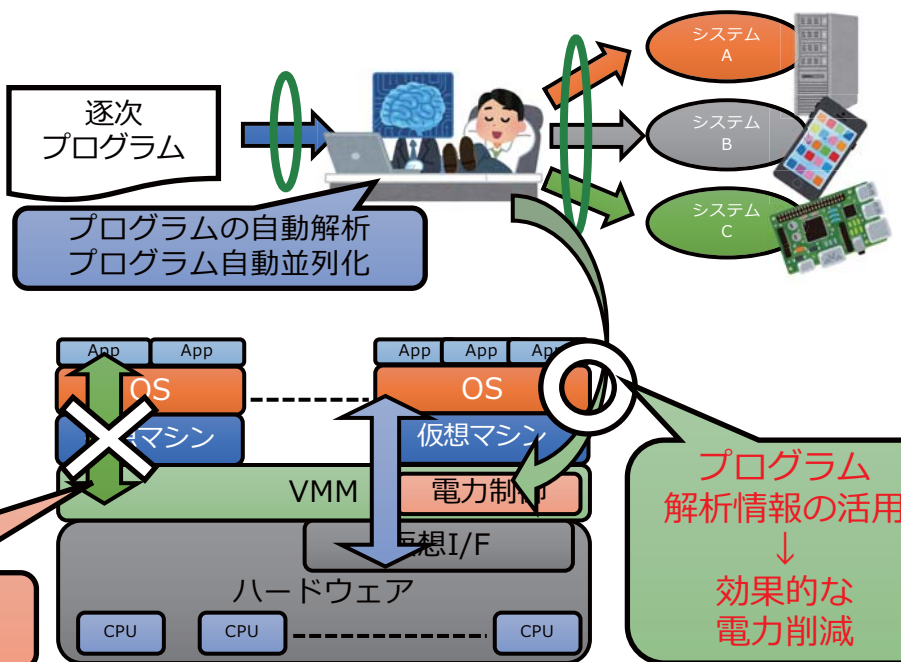 システム
A
逐次
プログラム
システム
B
システム
C
プログラムの自動解析
プログラム自動並列化
App
App
App
App
App
OS
OS
マシン
仮想マシン
VMM
電力制御
仮想I/F
ハードウェア
CPU
CPU
CPU
プログラム
解析情報の活用
↓
効果的な
電力削減